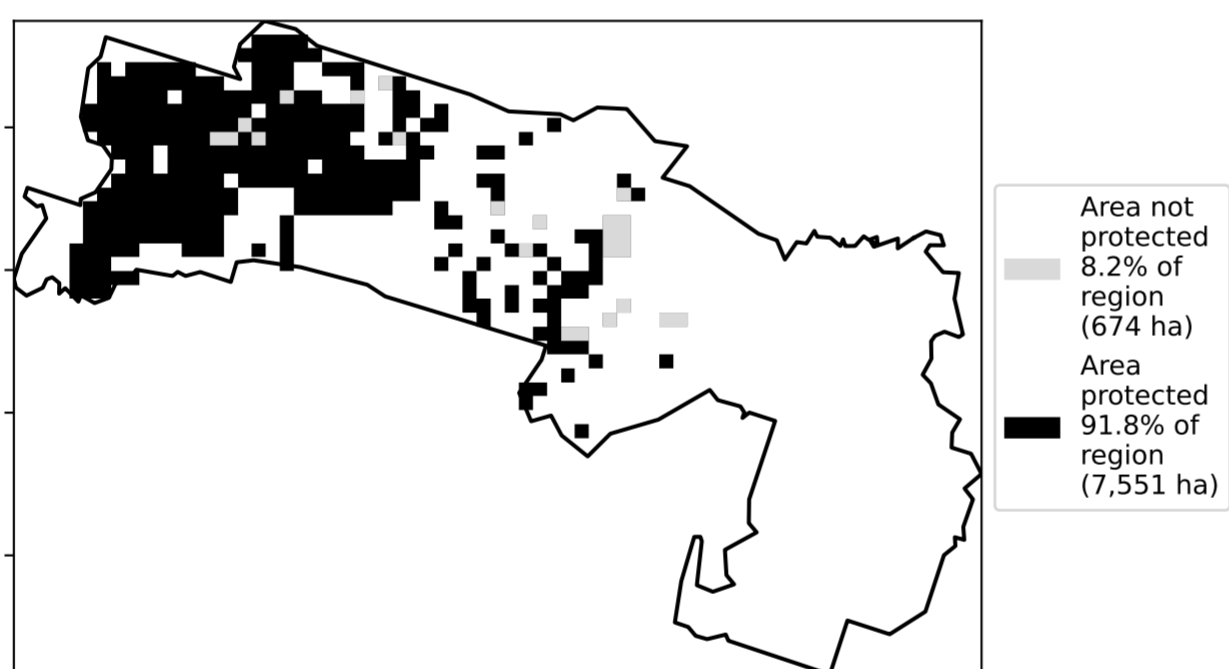 Area not
protected
8.2% of
region
(674 ha)
Area
protected
91.8% of
region
(7,551 ha)